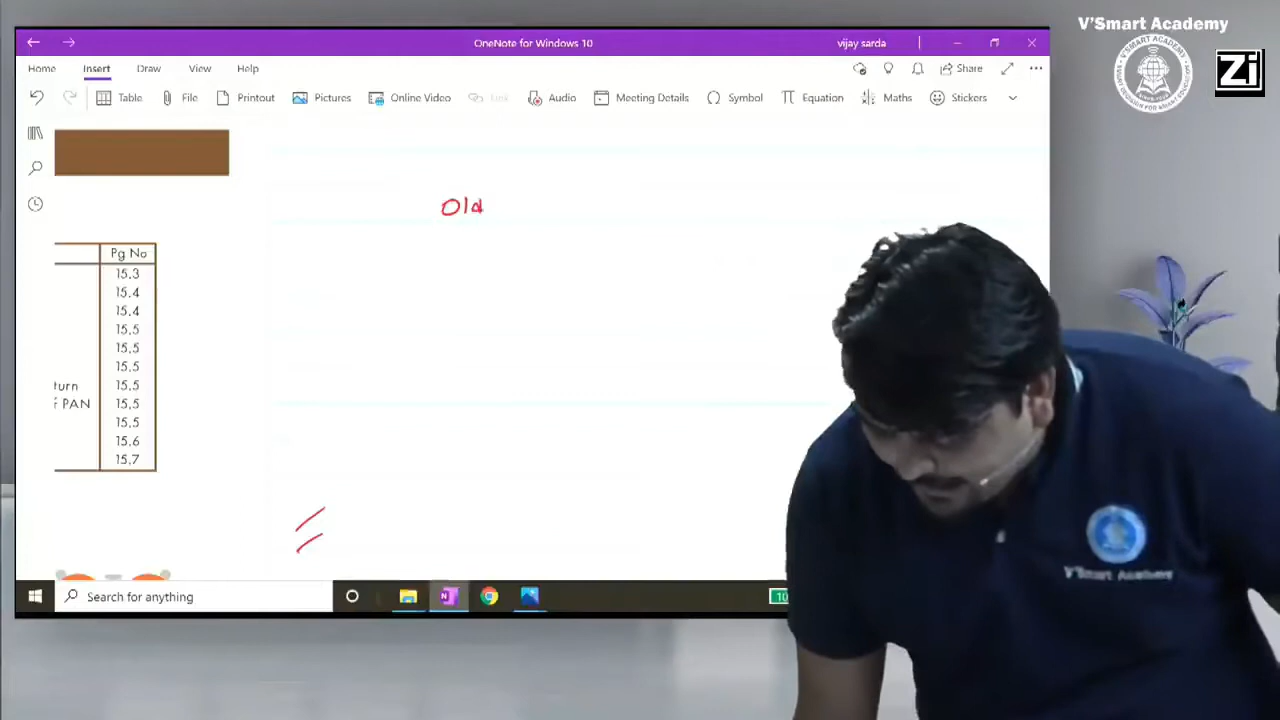 V'Smart Academy
OneNote for Windows 10
vijay sarda
Home Insert Draw View Help
Share
Table File Printout Pictures Online Video Link Audio Meeting Details Symbol Equation Maths Stickers
Old
Pg No
15.3
15.4
15.4
15.5
15.5
15.5
turn 15.5
f PAN 15.5
15.5
15.6
15.7
Search for anything
10
V'Smart Academy
Zi